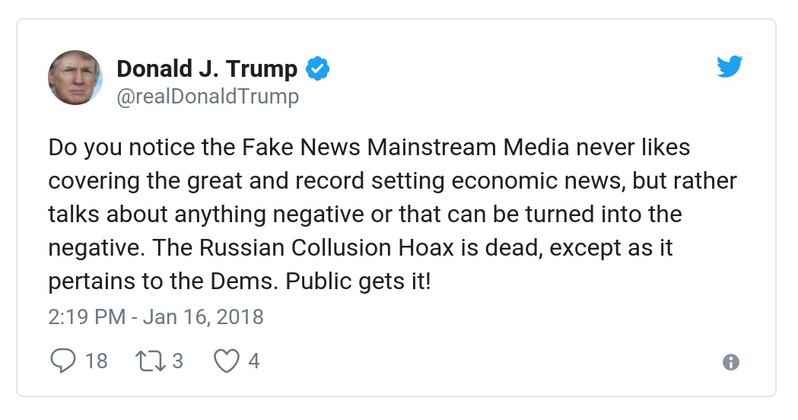 Donald J. Trump
@realDonaldTrump
Do you notice the Fake News Mainstream Media never likes
covering the great and record setting economic news, but rather
talks about anything negative or that can be turned into the
negative. The Russian Collusion Hoax is dead, except as it
pertains to the Dems. Public gets it!
2:19 PM - Jan 16, 2018
18 3 4